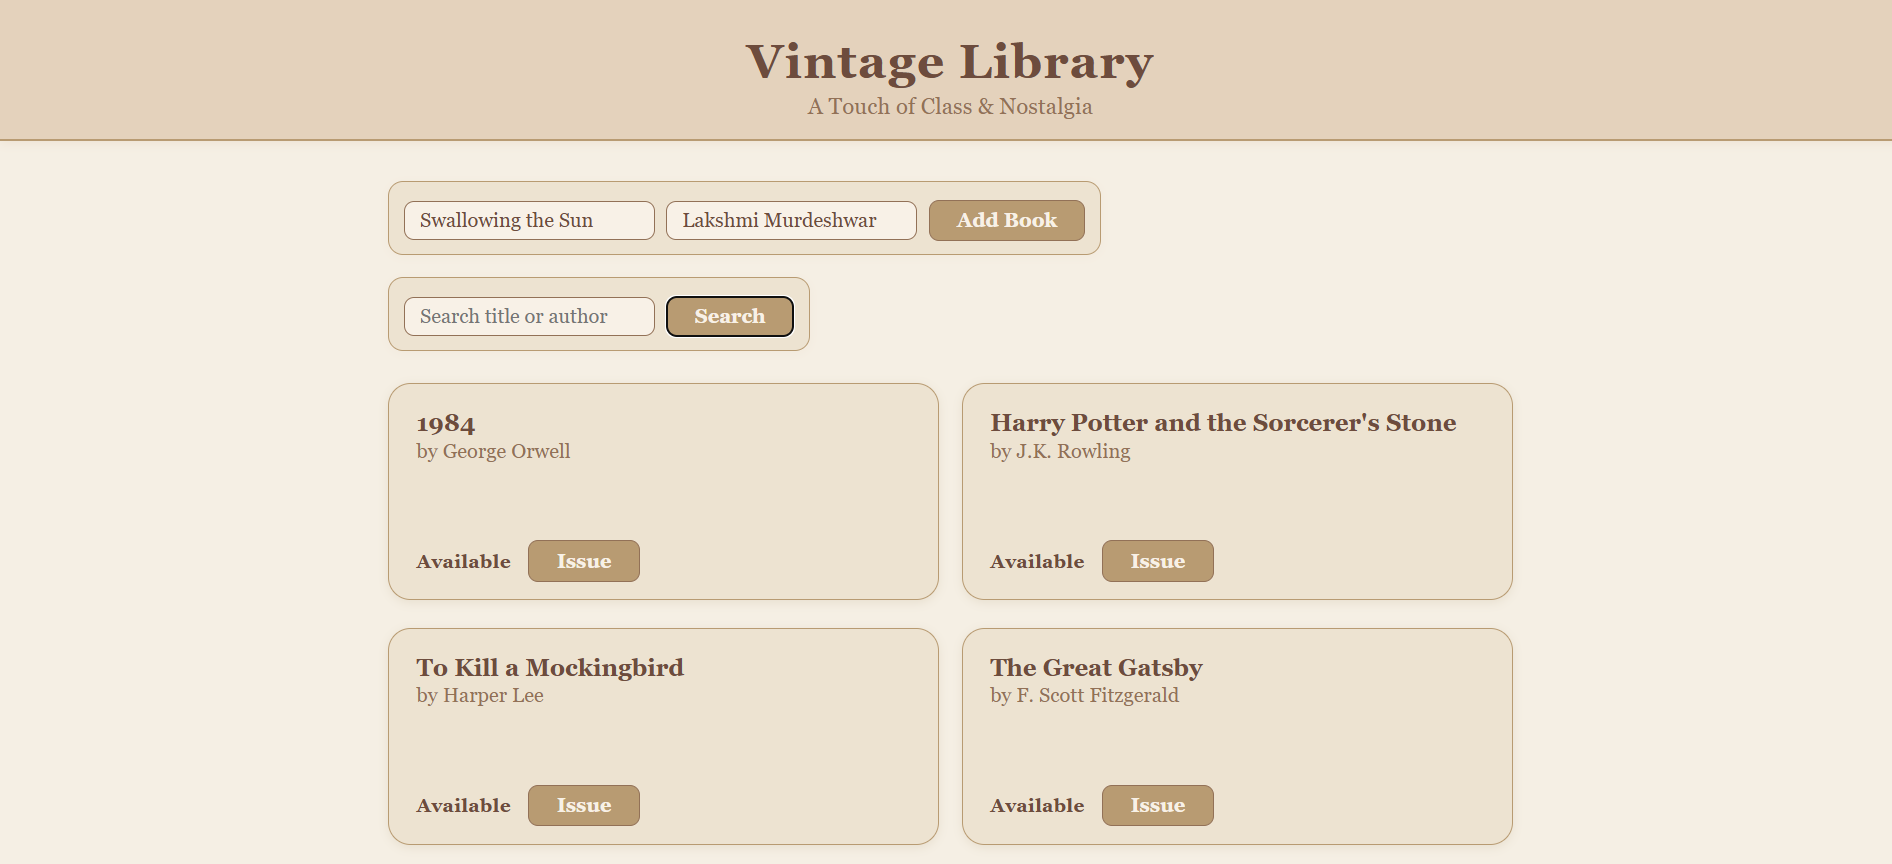 Vintage Library
A Touch of Class & Nostalgia
Swallowing the Sun Lakshmi Murdeshwar Add Book
Search title or author Search
1984
by George Orwell
Available Issue
Harry Potter and the Sorcerer's Stone
by J.K. Rowling
Available Issue
To Kill a Mockingbird
by Harper Lee
Available Issue
The Great Gatsby
by F. Scott Fitzgerald
Available Issue